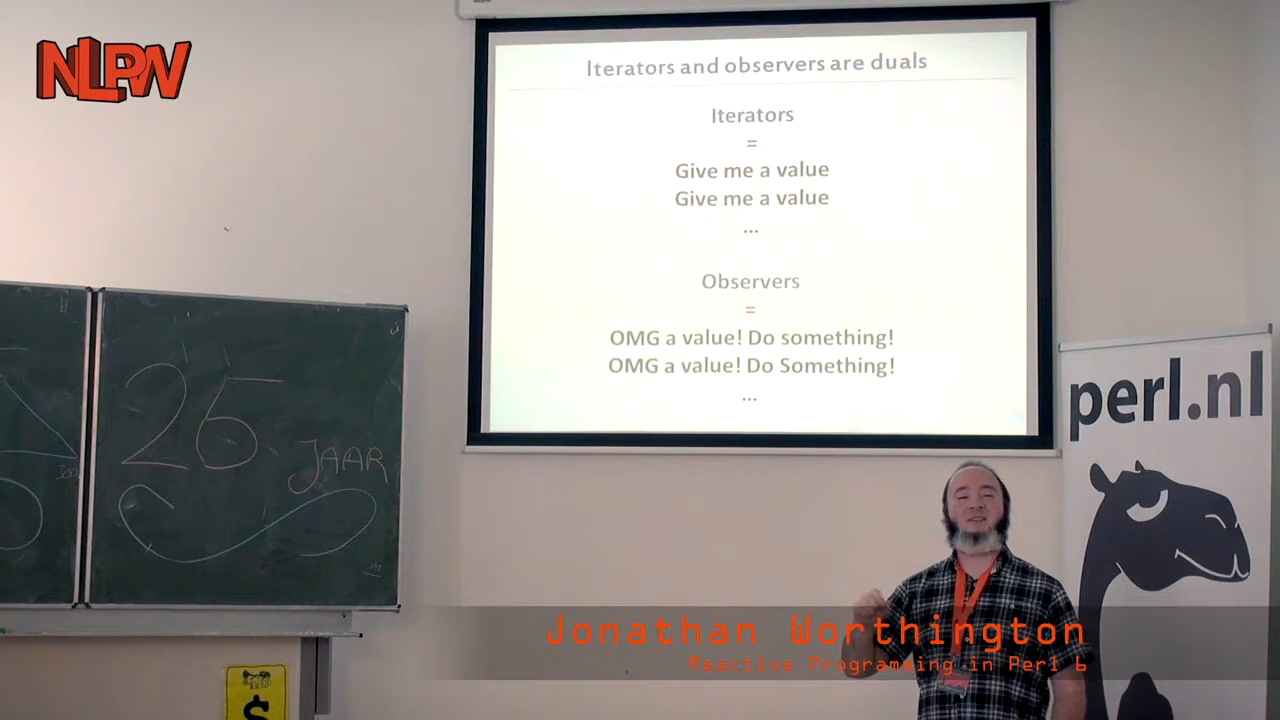 NLPW
Iterators and observers are duals
Iterators
=
Give me a value
Give me a value
...
Observers
=
OMG a value! Do something!
OMG a value! Do Something!
...
25
JAAR
perl.nl
Jonathan Worthington
Reactive Programming in Perl 6
$